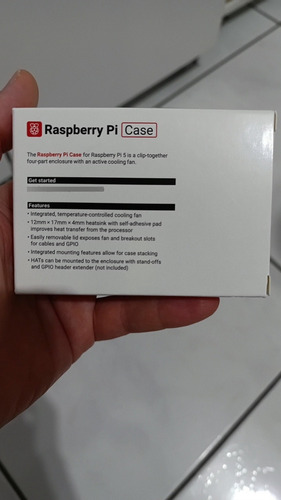 Raspberry Pi Case
The Raspberry Pi Case for Raspberry Pi 5 is a clip-together
four-part enclosure with an active cooling fan.
Get started
Features
• Integrated, temperature-controlled cooling fan
• 12mm × 17mm × 4mm heatsink with self-adhesive pad
improves heat transfer from the processor
• Easily removable lid exposes fan and breakout slots
for cables and GPIO
• Integrated mounting features allow for case stacking
• HATs can be mounted to the enclosure with stand-offs
and GPIO header extender (not included)